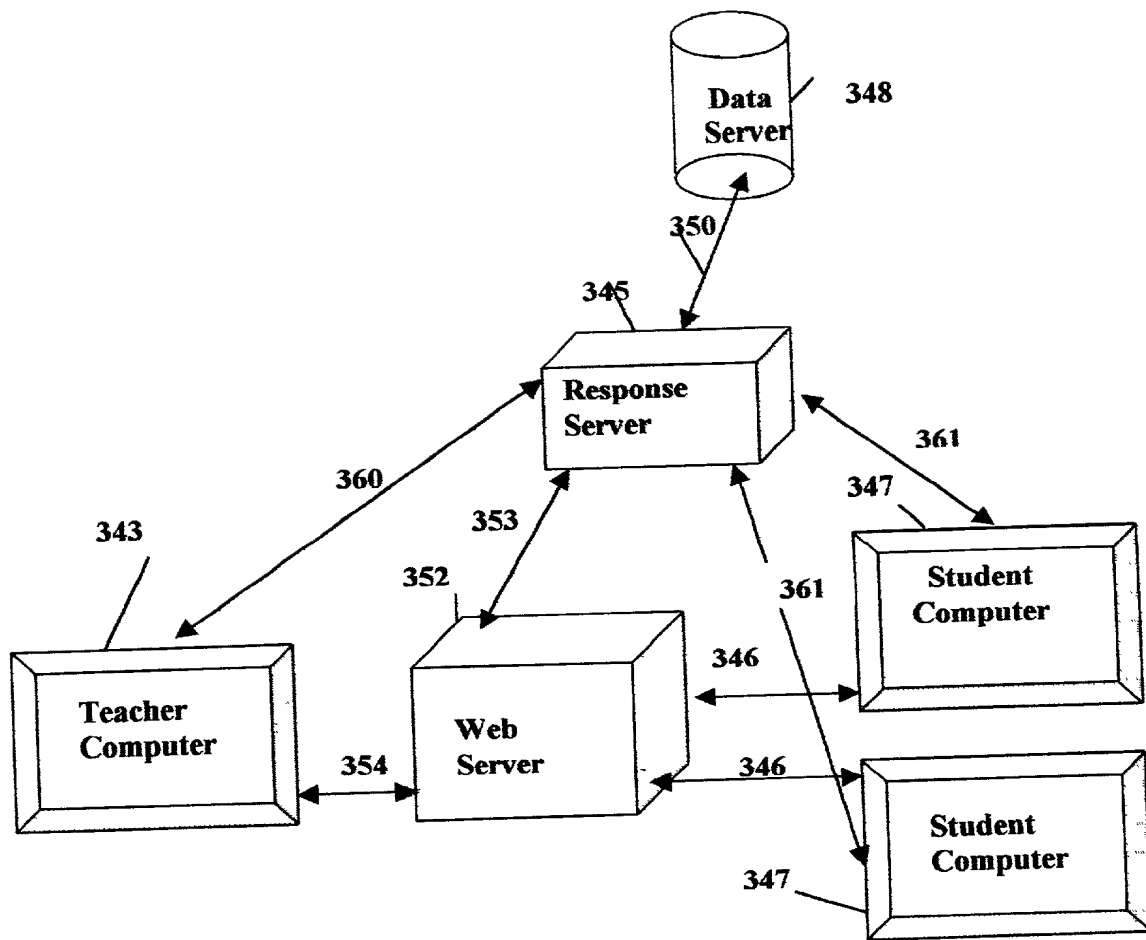 Data
Server
348
350
345
Response
Server
361
360
347
353
343
352
361
Student
Computer
346
Teacher
Computer
Web
Server
354
346
Student
Computer
347